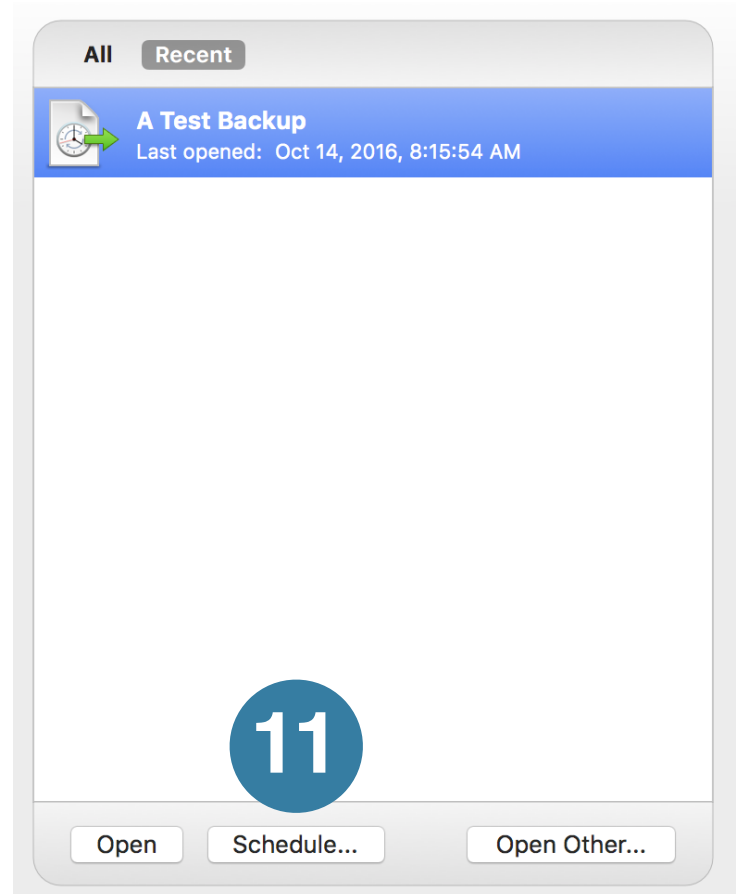 All Recent
A Test Backup
Last opened: Oct 14, 2016, 8:15:54 AM
11
Open Schedule... Open Other...